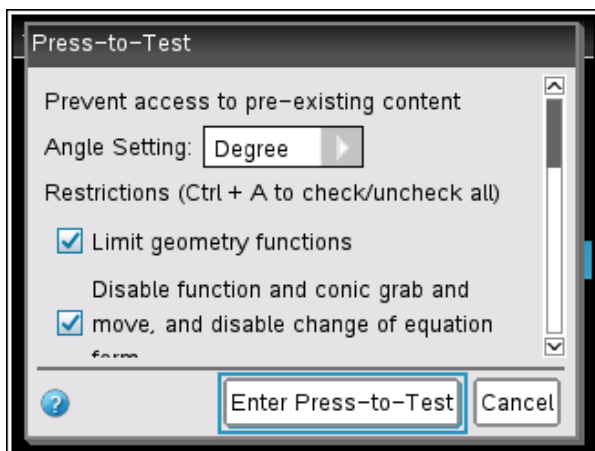 Press-to-Test
Prevent access to pre-existing content
Angle Setting: Degree
Restrictions (Ctrl + A to check/uncheck all)
Limit geometry functions
Disable function and conic grab and
move, and disable change of equation
form
Enter Press-to-Test Cancel